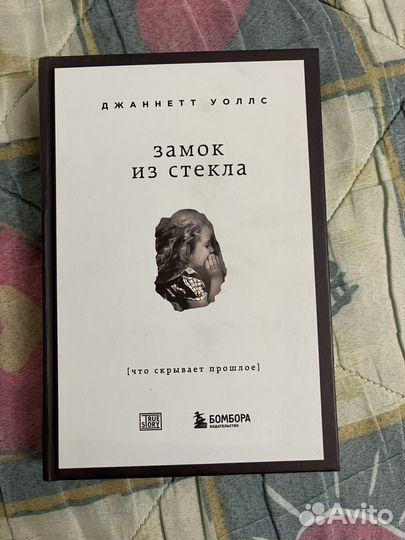 ДЖАННЕТТ УОЛЛС
замок
из стекла
[что скрывает прошлое]
TRUE
STORY
БОМБОРА
ИЗДАТЕЛЬСТВО
Avito